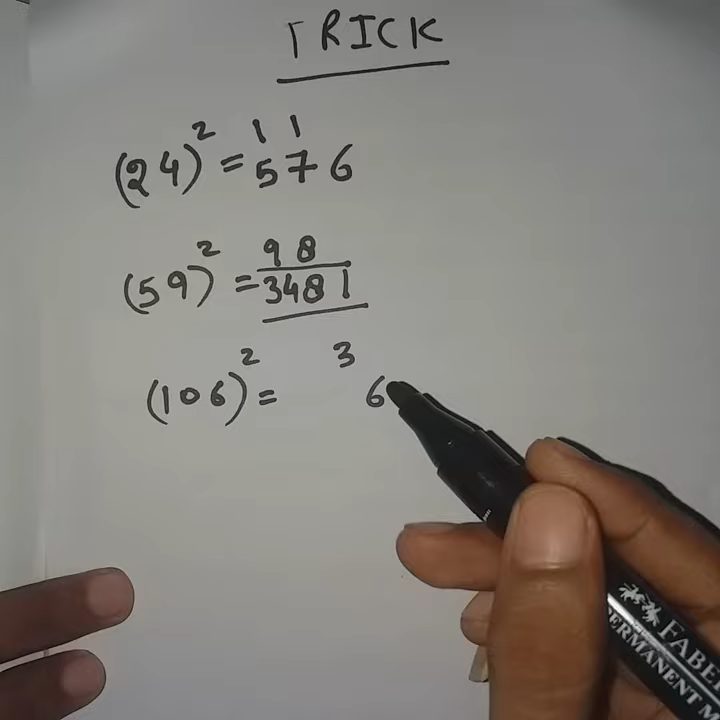 TRICK
1 1
(24)² = 576
9 8
(59)² = 3481
3
(106)² = 6
FABER
PERMANENT M